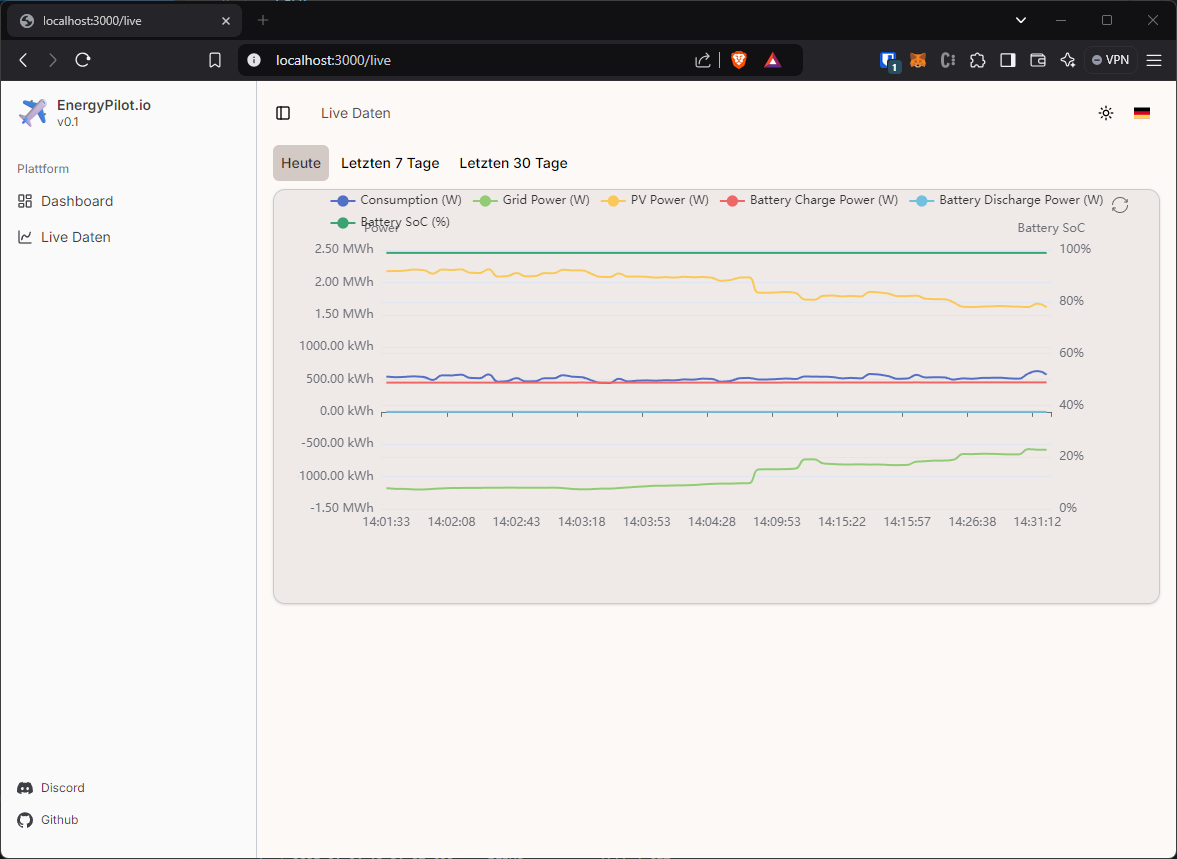 localhost:3000/live
localhost:3000/live
1
VPN
EnergyPilot.io
v0.1
Plattform
Dashboard
Live Daten
Discord
Github
Live Daten
Heute Letzten 7 Tage Letzten 30 Tage
Consumption (W) Grid Power (W) PV Power (W) Battery Charge Power (W) Battery Discharge Power (W)
Battery SoC (%)
Power Battery SoC
2.50 MWh 100%
2.00 MWh
1.50 MWh 80%
1000.00 kWh 60%
500.00 kWh
0.00 kWh 40%
-500.00 kWh 20%
1000.00 kWh
-1.50 MWh 0%
14:01:33 14:02:08 14:02:43 14:03:18 14:03:53 14:04:28 14:09:53 14:15:22 14:15:57 14:26:38 14:31:12